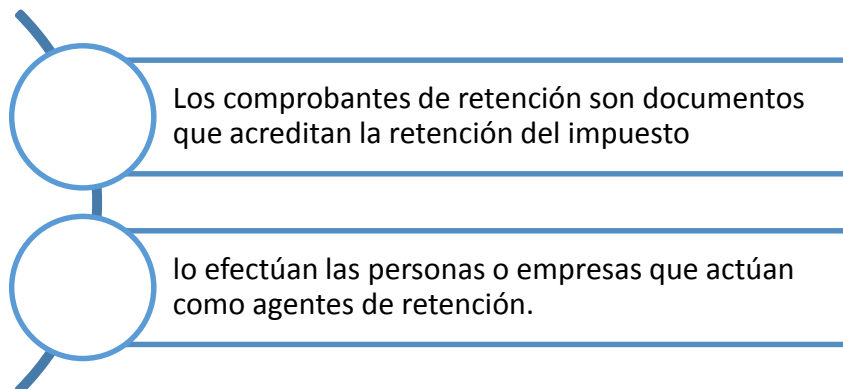 Los comprobantes de retención son documentos
que acreditan la retención del impuesto
lo efectúan las personas o empresas que actúan
como agentes de retención.